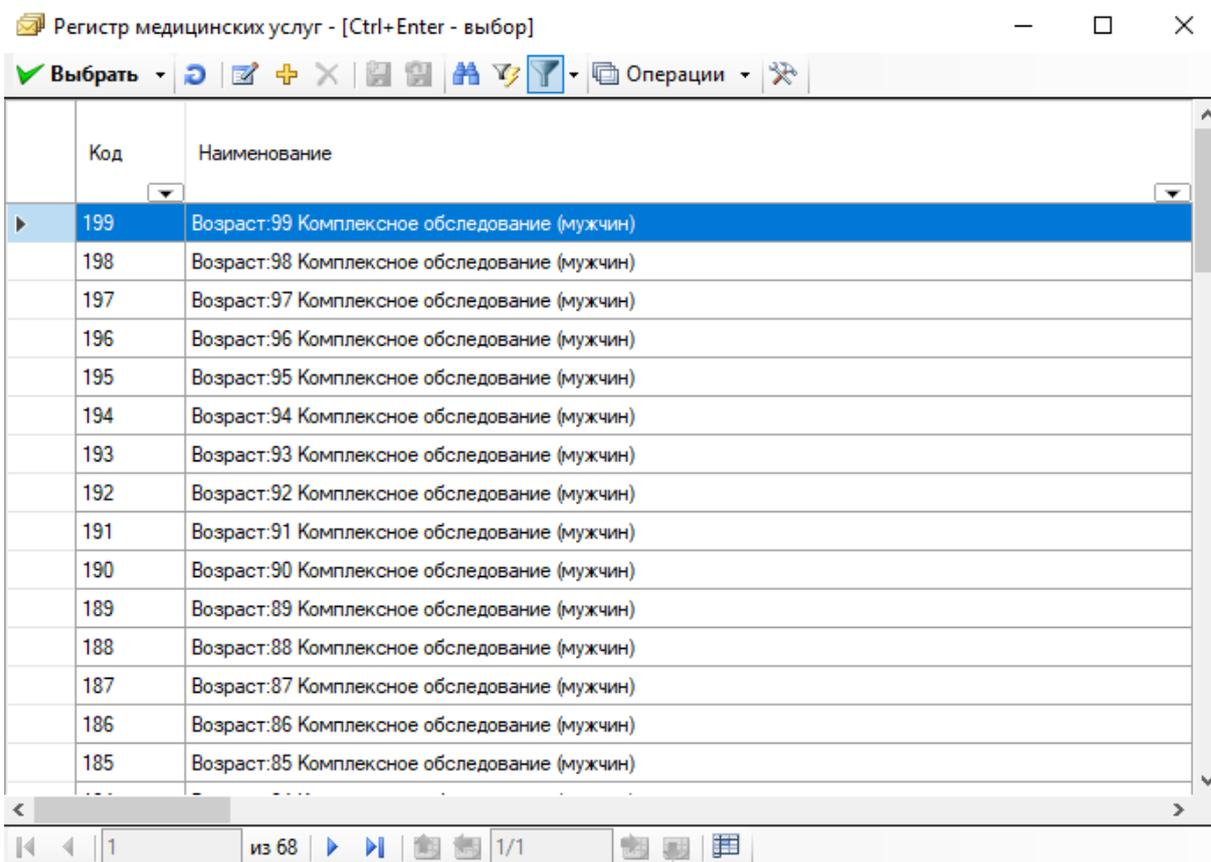 Регистр медицинских услуг - [Ctrl+Enter - выбор]
Выбрать Операции
Код Наименование
199 Возраст:99 Комплексное обследование (мужчин)
198 Возраст:98 Комплексное обследование (мужчин)
197 Возраст:97 Комплексное обследование (мужчин)
196 Возраст:96 Комплексное обследование (мужчин)
195 Возраст:95 Комплексное обследование (мужчин)
194 Возраст:94 Комплексное обследование (мужчин)
193 Возраст:93 Комплексное обследование (мужчин)
192 Возраст:92 Комплексное обследование (мужчин)
191 Возраст:91 Комплексное обследование (мужчин)
190 Возраст:90 Комплексное обследование (мужчин)
189 Возраст:89 Комплексное обследование (мужчин)
188 Возраст:88 Комплексное обследование (мужчин)
187 Возраст:87 Комплексное обследование (мужчин)
186 Возраст:86 Комплексное обследование (мужчин)
185 Возраст:85 Комплексное обследование (мужчин)
1 из 68 1/1